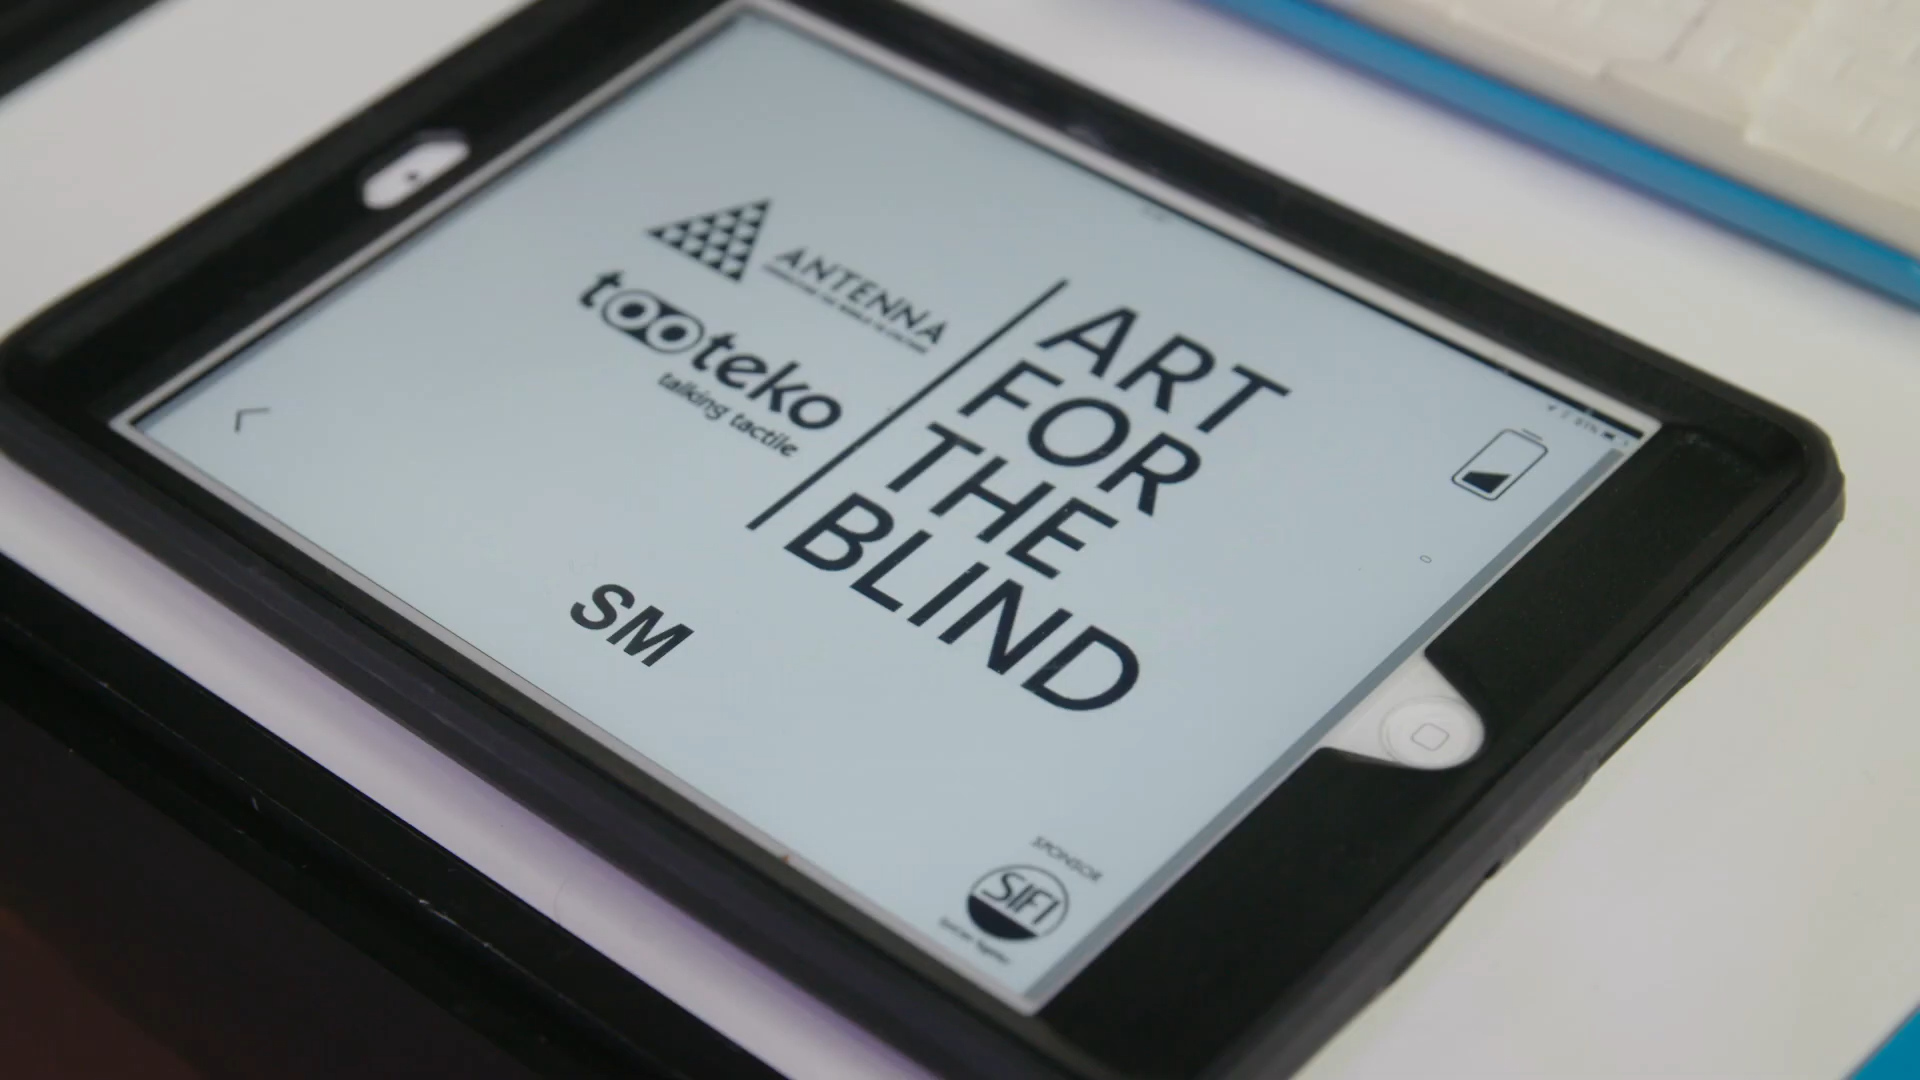 ANTENNA
tooteko
talking tactile
ART
FOR
THE
BLIND
SM
SPONSOR
SIFI